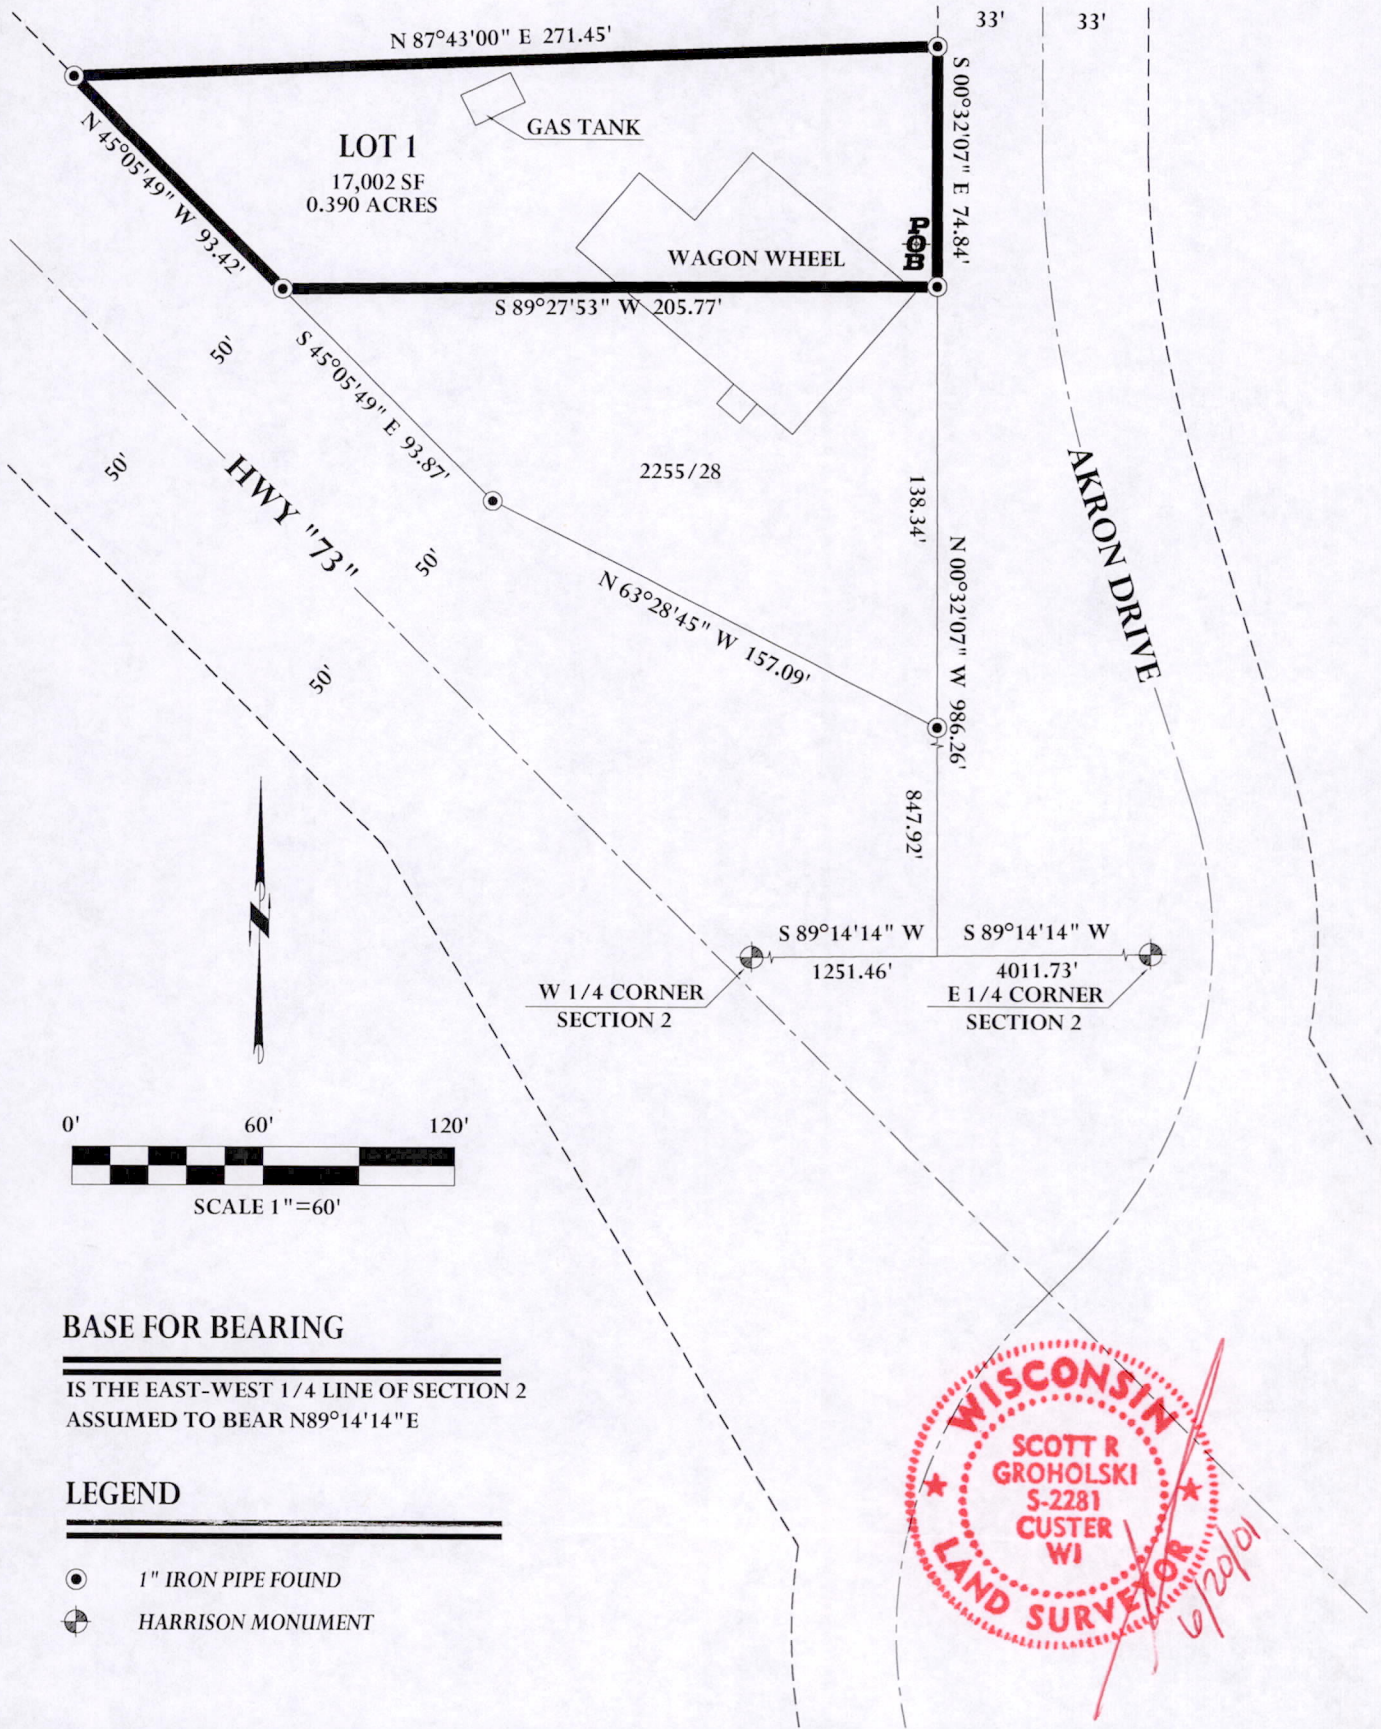 33'
33'
N 87°43'00" E 271.45'
GAS TANK
LOT 1
17,002 SF
0.390 ACRES
N 45°05'49" W 93.42'
S 00°32'07" E 74.84'
POB
WAGON WHEEL
S 89°27'53" W 205.77'
50'
S 45°05'49" E 93.87'
50'
HWY "73"
2255/28
138.34'
AKRON DRIVE
50'
N 63°28'45" W 157.09'
N 00°32'07" W 986.26'
50'
847.92'
S 89°14'14" W
S 89°14'14" W
1251.46'
4011.73'
W 1/4 CORNER
SECTION 2
E 1/4 CORNER
SECTION 2
N
0' 60' 120'
SCALE 1"=60'
BASE FOR BEARING
IS THE EAST-WEST 1/4 LINE OF SECTION 2
ASSUMED TO BEAR N89°14'14"E
LEGEND
1" IRON PIPE FOUND
HARRISON MONUMENT
WISCONSIN
SCOTT R
GROHOLSKI
S-2281
CUSTER
WI
LAND SURVEYOR
6/20/01